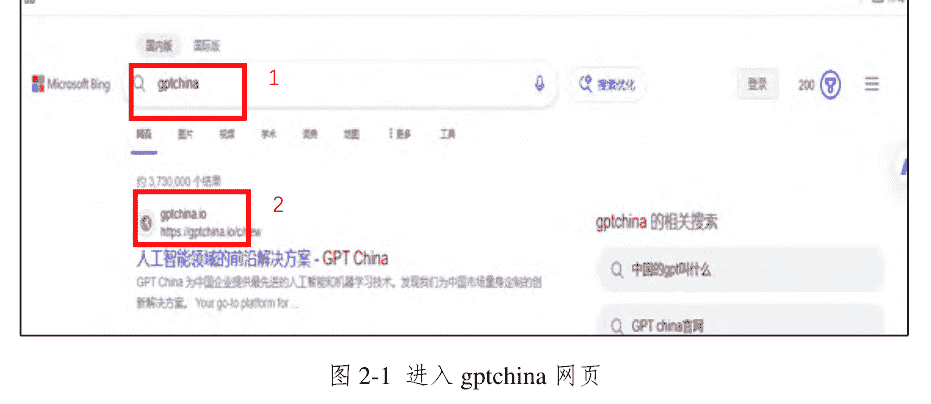 国内版 国际版
Microsoft Bing gptchina 1 搜索优化 登录 200
网页 图片 视频 学术 词典 地图 更多 工具
约 3,730,000 个结果
gptchina.io 2
https://gptchina.io/c/new
gptchina 的相关搜索
人工智能领域的前沿解决方案 - GPT China
中国的gpt叫什么
GPT China 为中国企业提供最先进的人工智能和机器学习技术。发现我们为中国市场量身定制的创
新解决方案。 Your go-to platform for ...
GPT china官网
图 2-1 进入 gptchina 网页